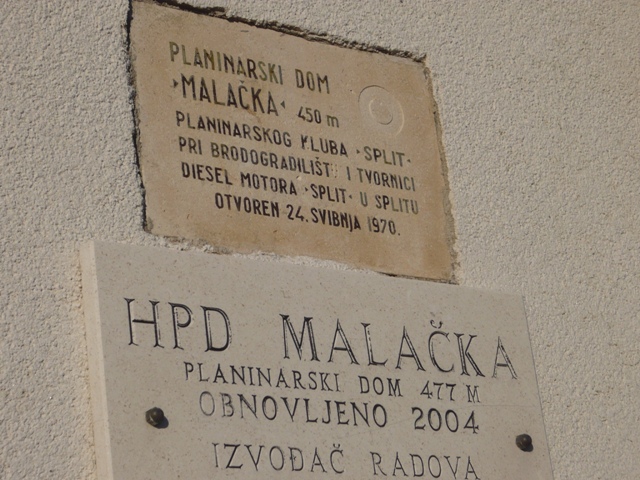 PLANINARSKI DOM
·MALAČKA· 450 m
PLANINARSKOG KLUBA ·SPLIT·
PRI BRODOGRADILIŠTU I TVORNICI
DIESEL MOTORA ·SPLIT· U SPLITU
OTVOREN 24. SVIBNJA 1970.
HPD MALAČKA
PLANINARSKI DOM 477 M
OBNOVLJENO 2004
IZVOĐAČ RADOVA